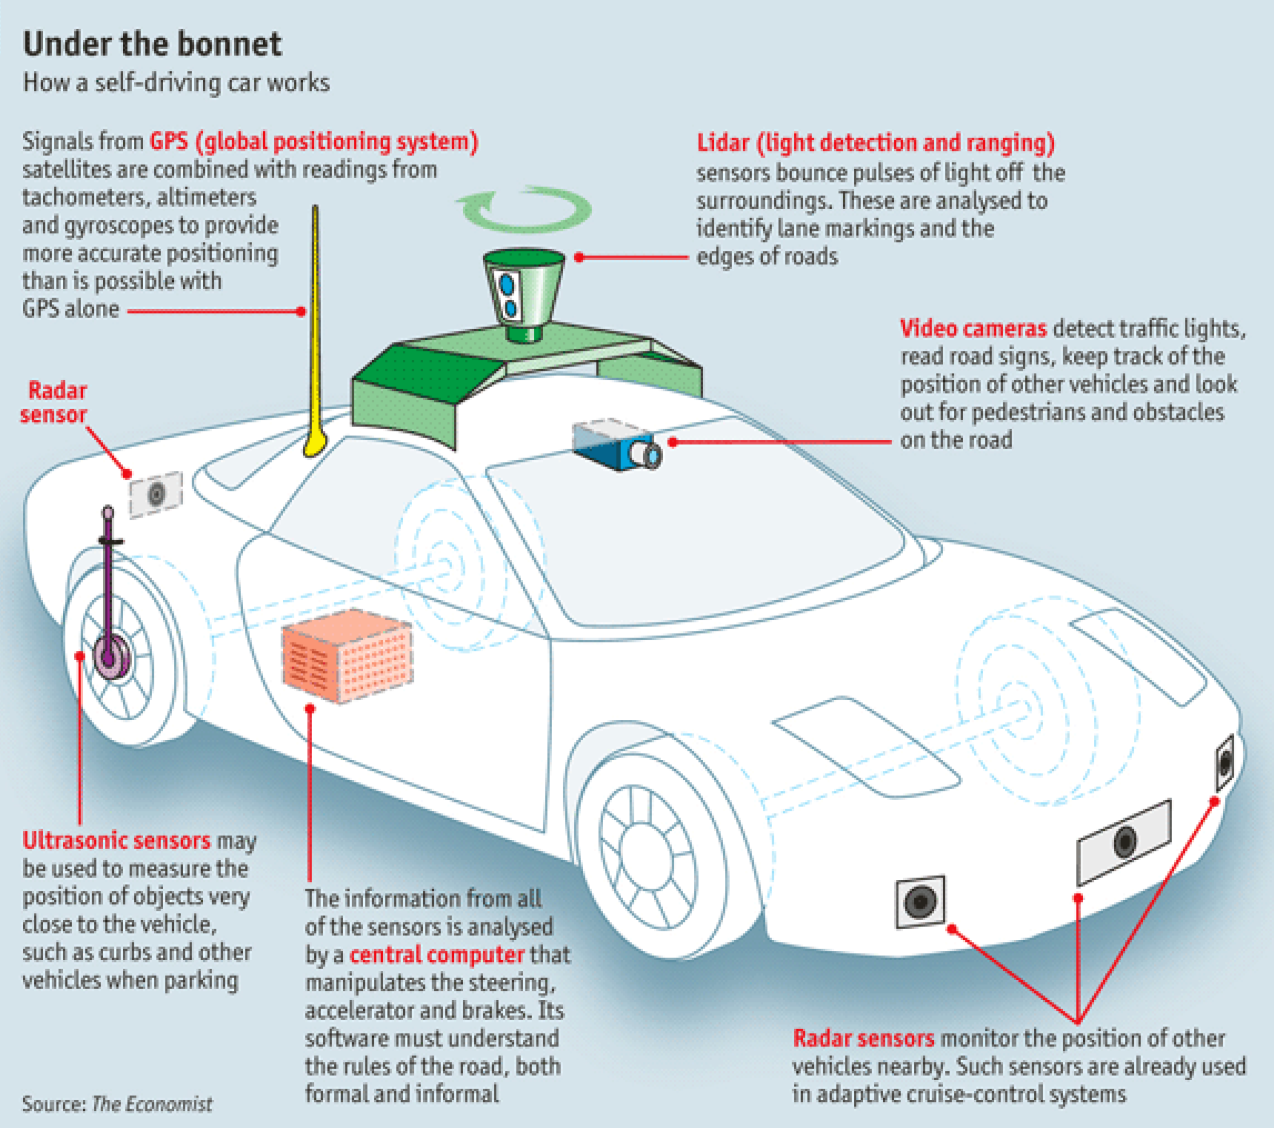 Under the bonnet
How a self-driving car works
Signals from GPS (global positioning system)
satellites are combined with readings from
tachometers, altimeters
and gyroscopes to provide
more accurate positioning
than is possible with
GPS alone
Lidar (light detection and ranging)
sensors bounce pulses of light off the
surroundings. These are analysed to
identify lane markings and the
edges of roads
Video cameras detect traffic lights,
read road signs, keep track of the
position of other vehicles and look
out for pedestrians and obstacles
on the road
Radar
sensor
Ultrasonic sensors may
be used to measure the
position of objects very
close to the vehicle,
such as curbs and other
vehicles when parking
The information from all
of the sensors is analysed
by a central computer that
manipulates the steering,
accelerator and brakes. Its
software must understand
the rules of the road, both
formal and informal
Radar sensors monitor the position of other
vehicles nearby. Such sensors are already used
in adaptive cruise-control systems
Source: The Economist